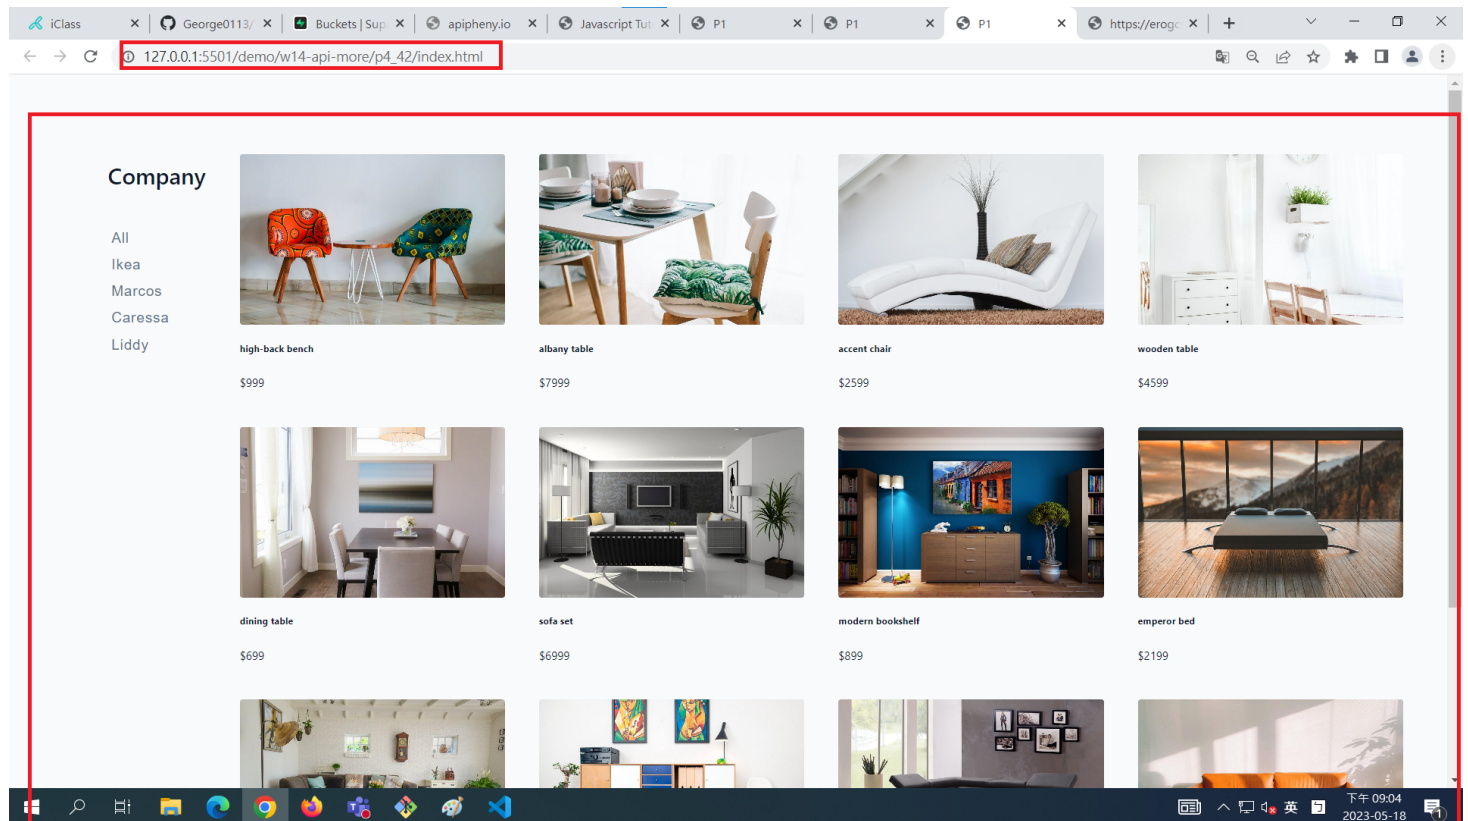 iClass
George0113/
Buckets | Sup
apipheny.io
Javascript Tut
P1
P1
P1
https://erogo
127.0.0.1:5501/demo/w14-api-more/p4_42/index.html
Company
All
Ikea
Marcos
Caressa
Liddy
high-back bench
$999
albany table
$7999
accent chair
$2599
wooden table
$4599
dining table
$699
sofa set
$6999
modern bookshelf
$899
emperor bed
$2199
英
下午 09:04
2023-05-18
1